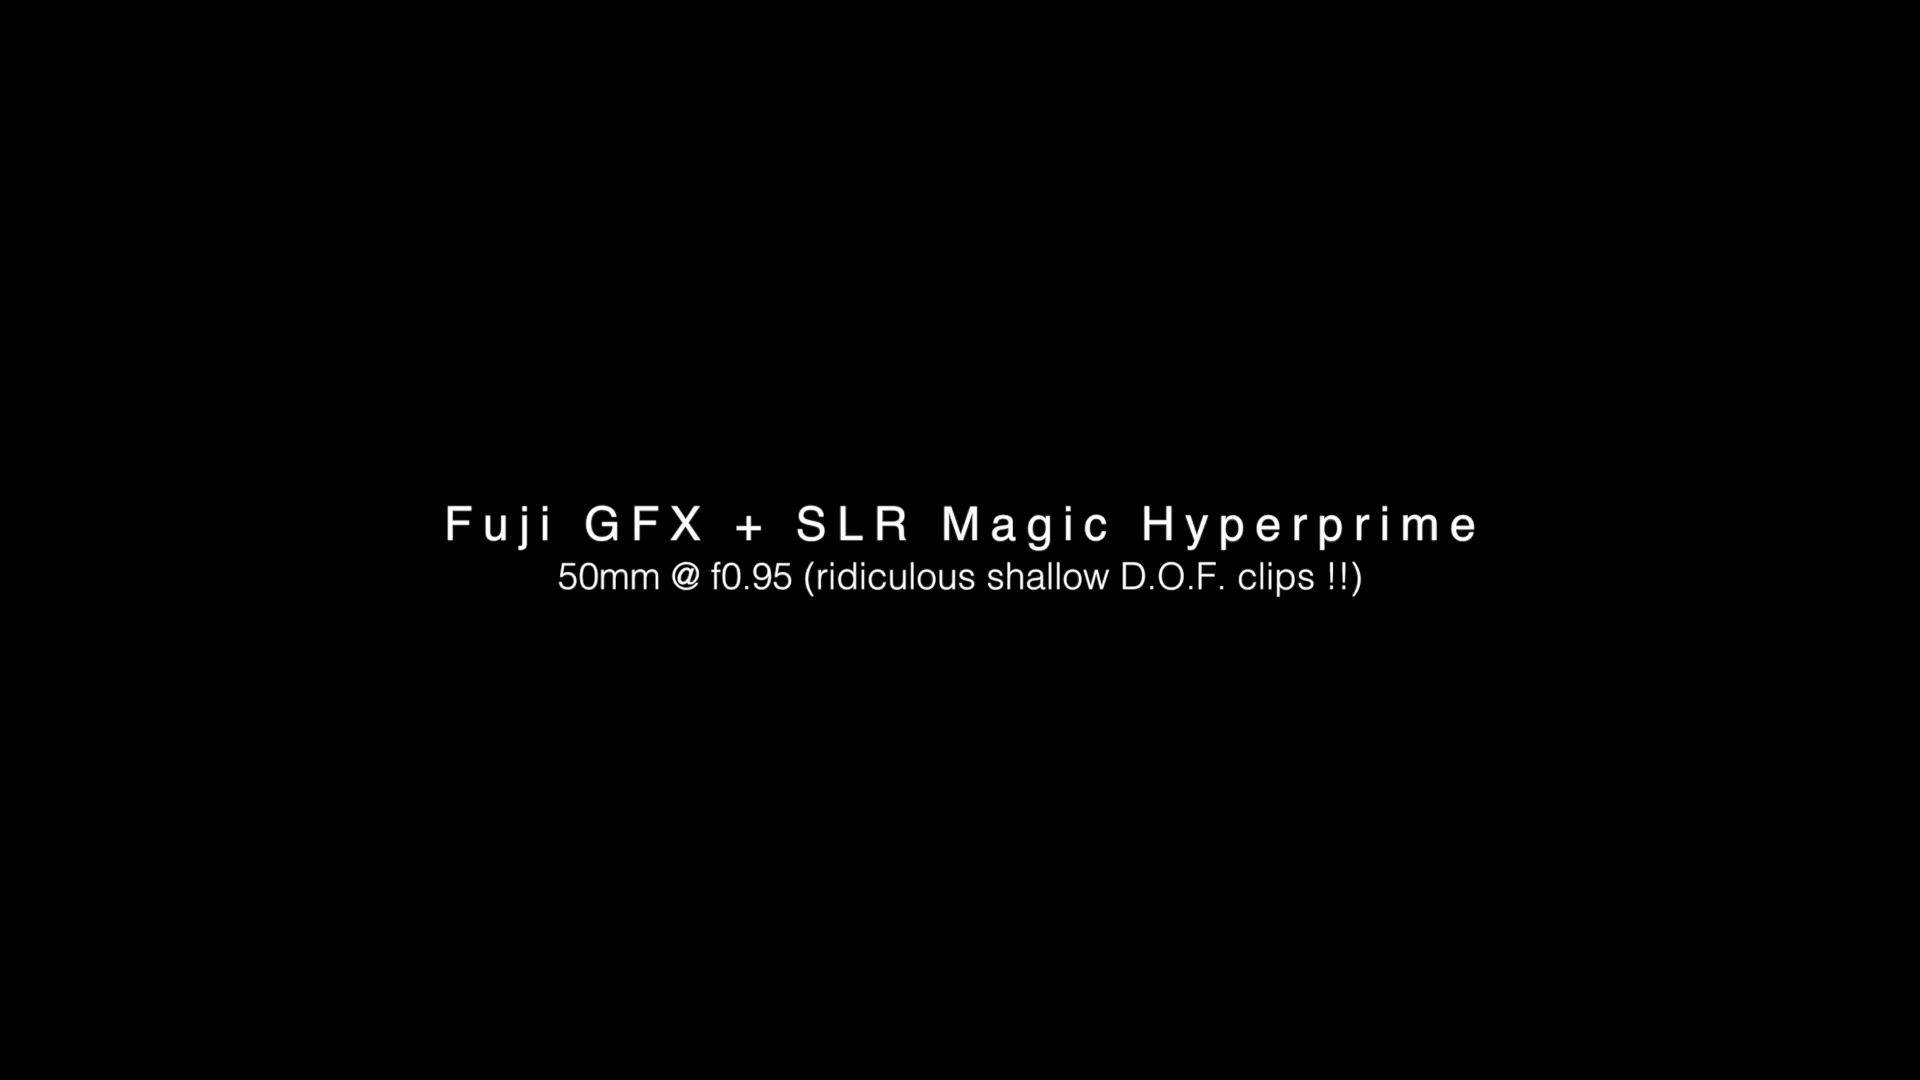 Fuji GFX + SLR Magic Hyperprime
50mm @ f0.95 (ridiculous shallow D.O.F. clips !!)